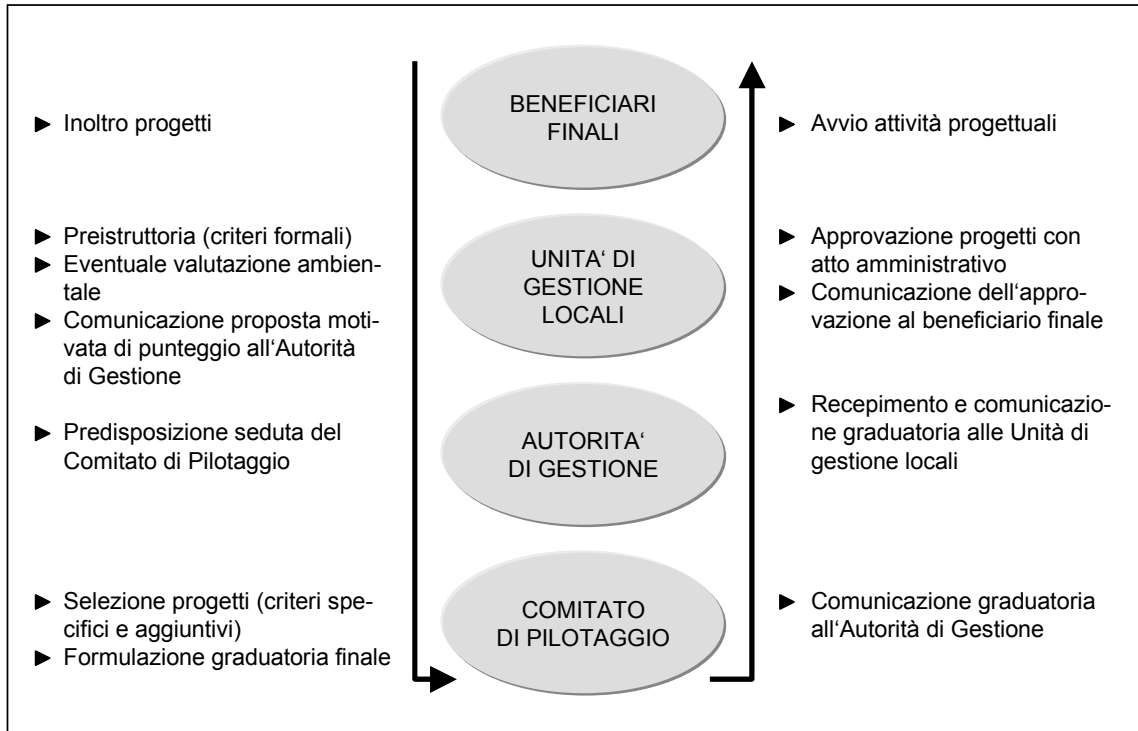 ► Inoltro progetti
BENEFICIARI
FINALI
► Avvio attività progettuali
► Preistruttoria (criteri formali)
► Eventuale valutazione ambien-
tale
► Comunicazione proposta moti-
vata di punteggio all‘Autorità
di Gestione
UNITA‘ DI
GESTIONE
LOCALI
► Approvazione progetti con
atto amministrativo
► Comunicazione dell‘appro-
vazione al beneficiario finale
► Predisposizione seduta del
Comitato di Pilotaggio
AUTORITA‘
DI GESTIONE
► Recepimento e comunicazio-
ne graduatoria alle Unità di
gestione locali
► Selezione progetti (criteri spe-
cifici e aggiuntivi)
► Formulazione graduatoria finale
COMITATO
DI PILOTAGGIO
► Comunicazione graduatoria
all‘Autorità di Gestione